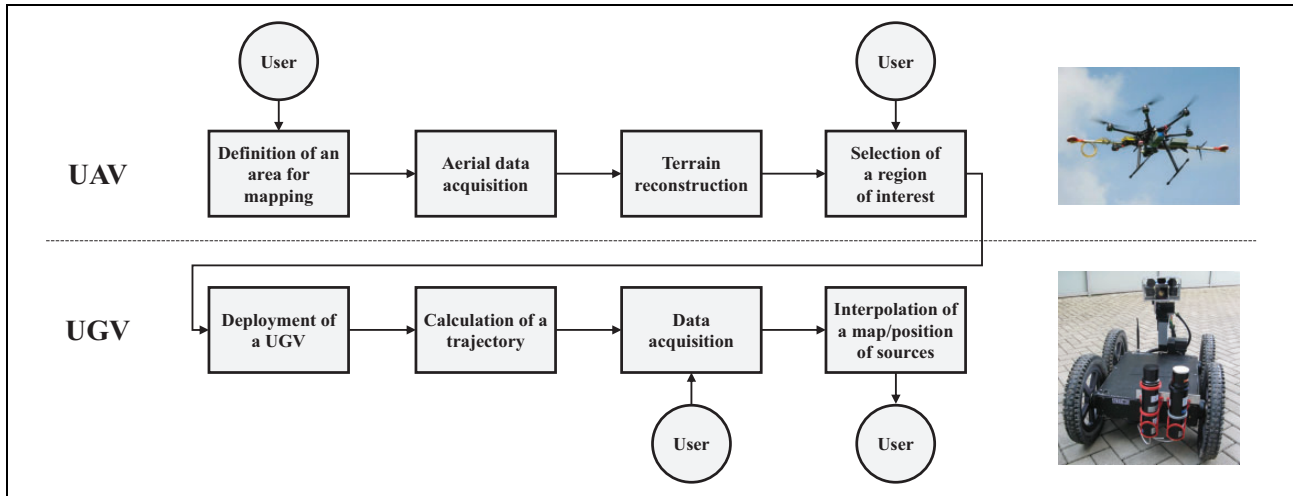 User
User
UAV
Definition of an
area for
mapping
Aerial data
acquisition
Terrain
reconstruction
Selection of
a region
of interest
UGV
Deployment of
a UGV
Calculation of a
trajectory
Data
acquisition
Interpolation of
a map/position
of sources
User
User